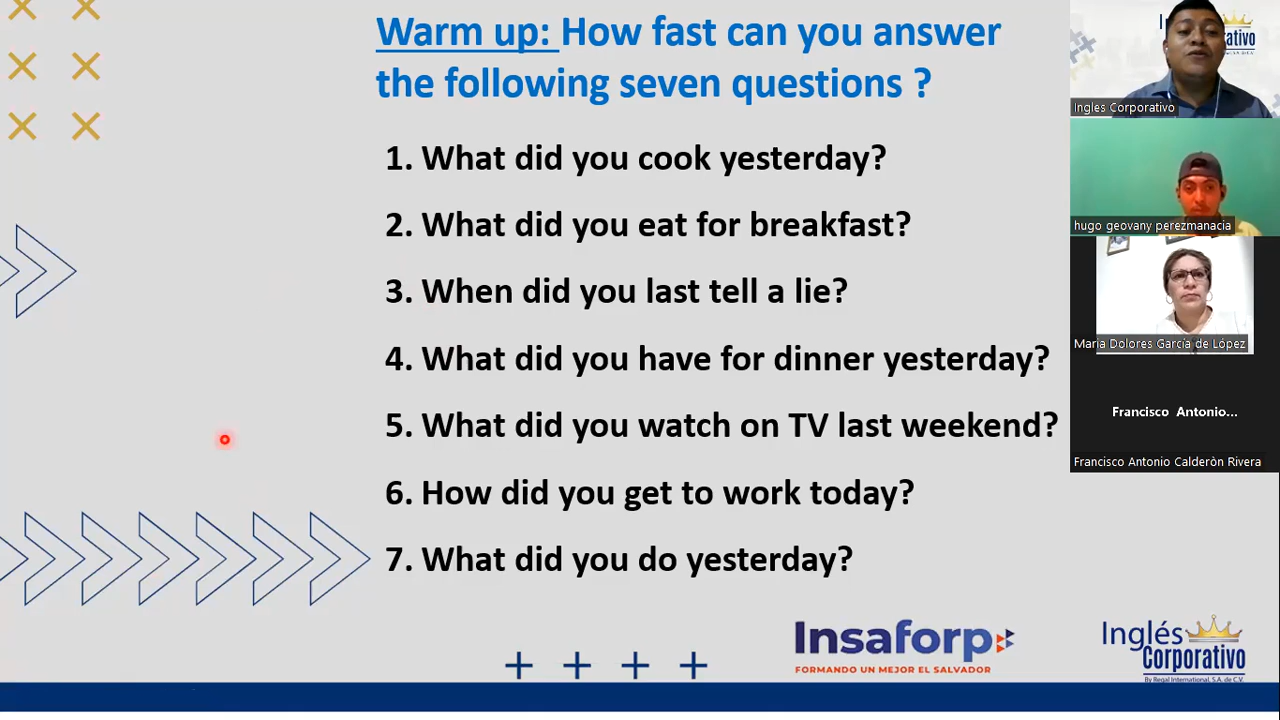 Warm up: How fast can you answer
the following seven questions ?
1. What did you cook yesterday?
2. What did you eat for breakfast?
3. When did you last tell a lie?
4. What did you have for dinner yesterday?
5. What did you watch on TV last weekend?
6. How did you get to work today?
7. What did you do yesterday?
Ingles Corporativo
hugo geovany perezmanacia
Maria Dolores García de López
Francisco Antonio...
Francisco Antonio Calderòn Rivera
Insaforp
FORMANDO UN MEJOR EL SALVADOR
Inglés
Corporativo
By Regal International, S.A. de C.V.